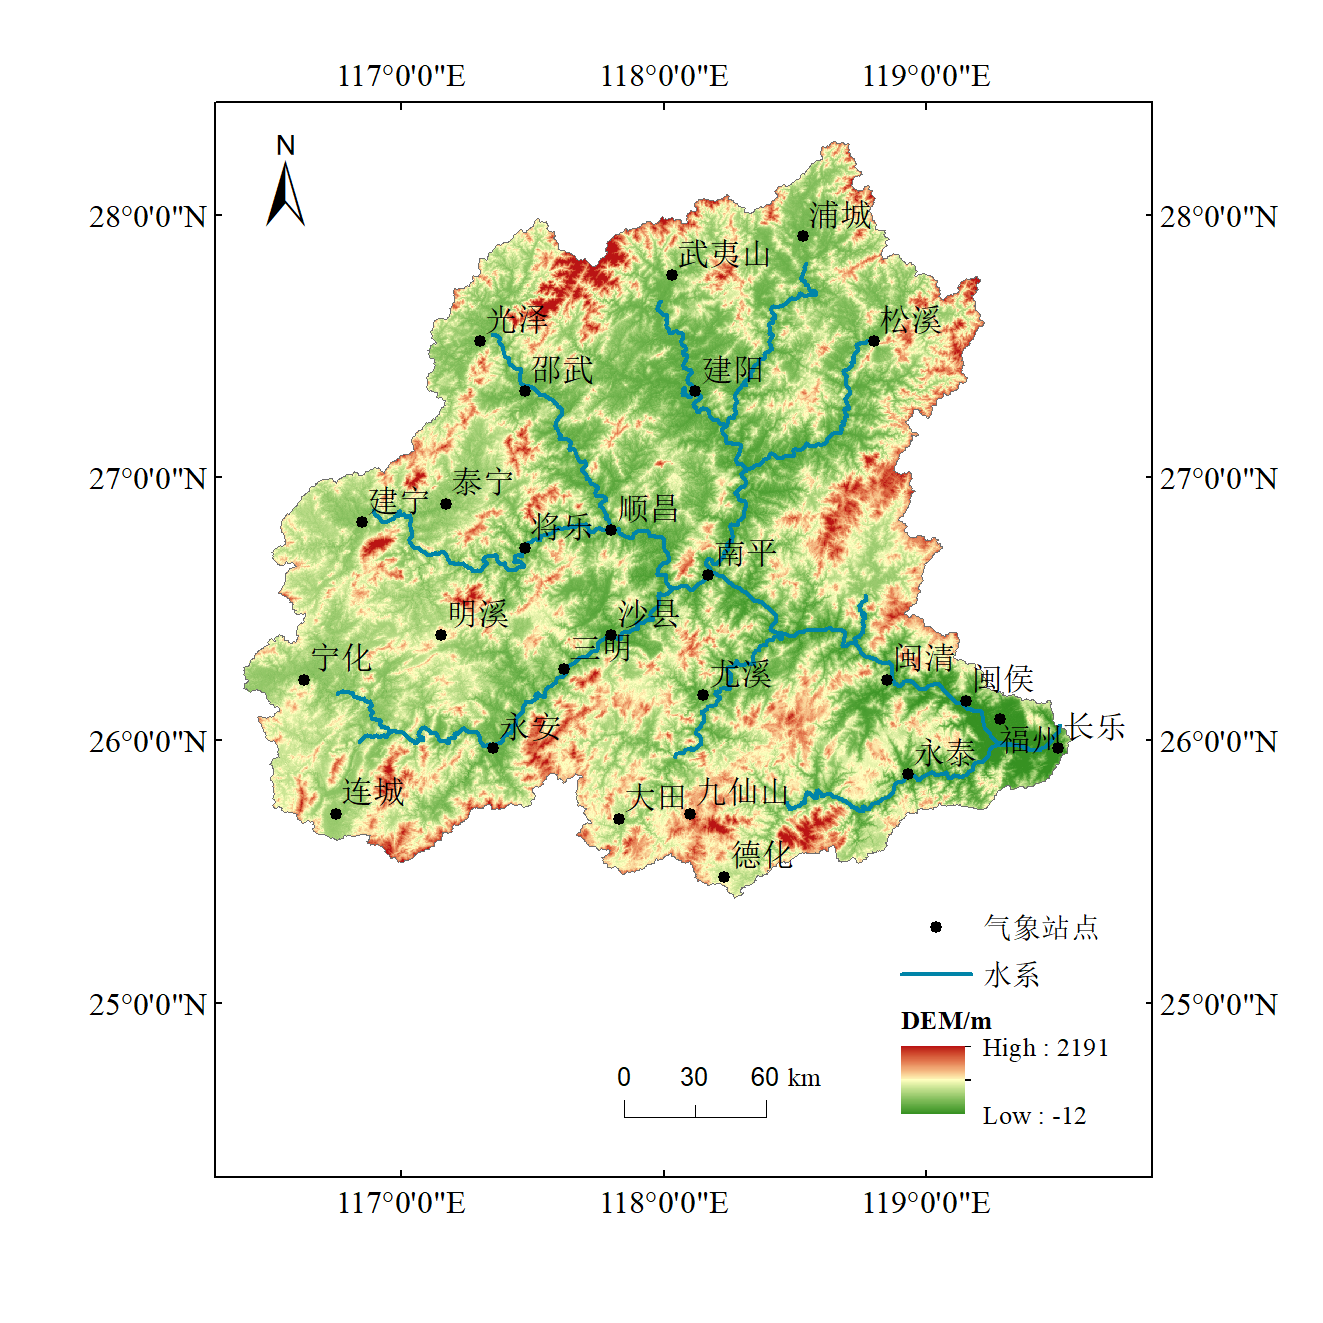 117°0'0"E 118°0'0"E 119°0'0"E
N
28°0'0"N
28°0'0"N
浦城
武夷山
光泽
松溪
邵武
建阳
27°0'0"N
27°0'0"N
泰宁
建宁
顺昌
将乐
南平
明溪
沙县
三明
宁化
闽清
尤溪
闽侯
26°0'0"N
26°0'0"N
永安
长乐
福州
永泰
连城
大田
九仙山
德化
气象站点
水系
25°0'0"N
25°0'0"N
DEM/m
High : 2191
Low : -12
0 30 60 km
117°0'0"E 118°0'0"E 119°0'0"E